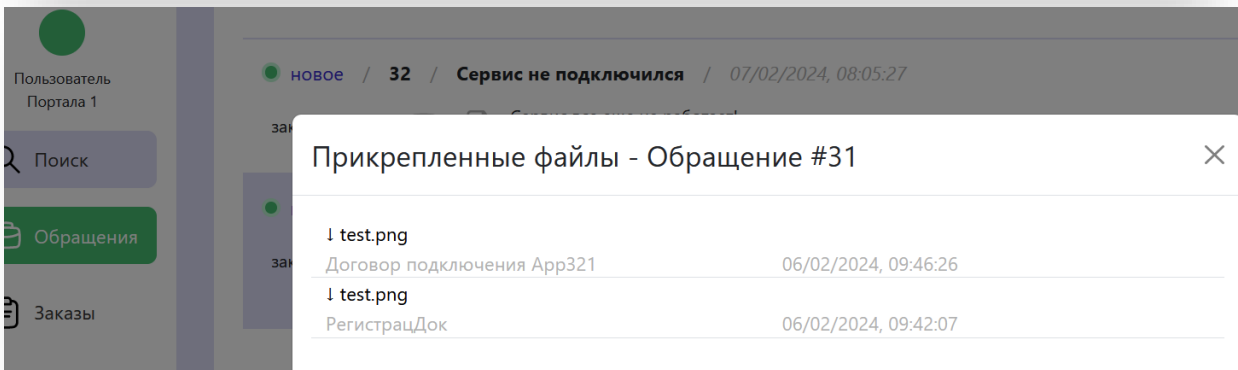 Пользователь
Портала 1
Поиск
Обращения
Заказы
новое / 32 / Сервис не подключился / 07/02/2024, 08:05:27
Прикрепленные файлы - Обращение #31
↓ test.png
Договор подключения App321 06/02/2024, 09:46:26
↓ test.png
РегистрацДок 06/02/2024, 09:42:07